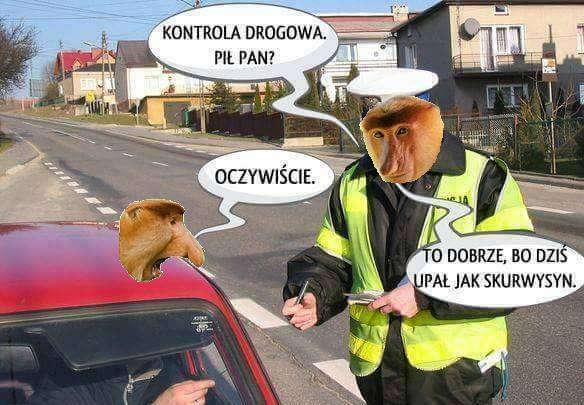 KONTROLA DROGOWA.
PIŁ PAN?
OCZYWIŚCIE.
TO DOBRZE, BO DZIŚ
UPAŁ JAK SKURWYSYN.